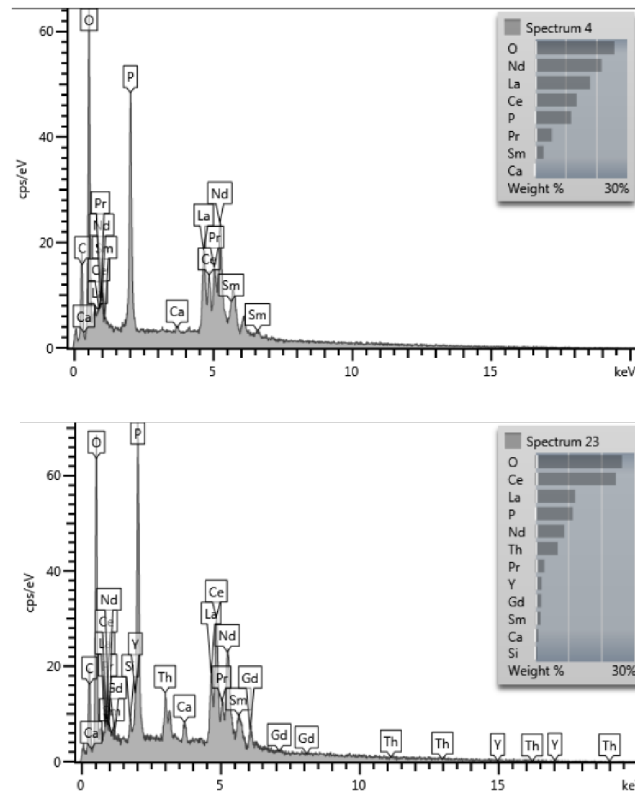 60
40
20
0
cps/eV
O
P
Pr
Nd
C
Sm
Ca
Ca
La
Nd
Pr
Ce
Sm
Sm
0 5 10 15 keV
Spectrum 4
O
Nd
La
Ce
P
Pr
Sm
Ca
Weight % 30%
60
40
20
0
cps/eV
P
O
Nd
Ce
La
C
Y
Gd
Ca
Th
Ca
Ce
La
Nd
Pr
Gd
Sm
Gd
Gd
Th
Th
Y
Th
Y
Th
0 5 10 15
Spectrum 23
O
Ce
La
P
Nd
Th
Pr
Y
Gd
Sm
Ca
Si
Weight % 30%